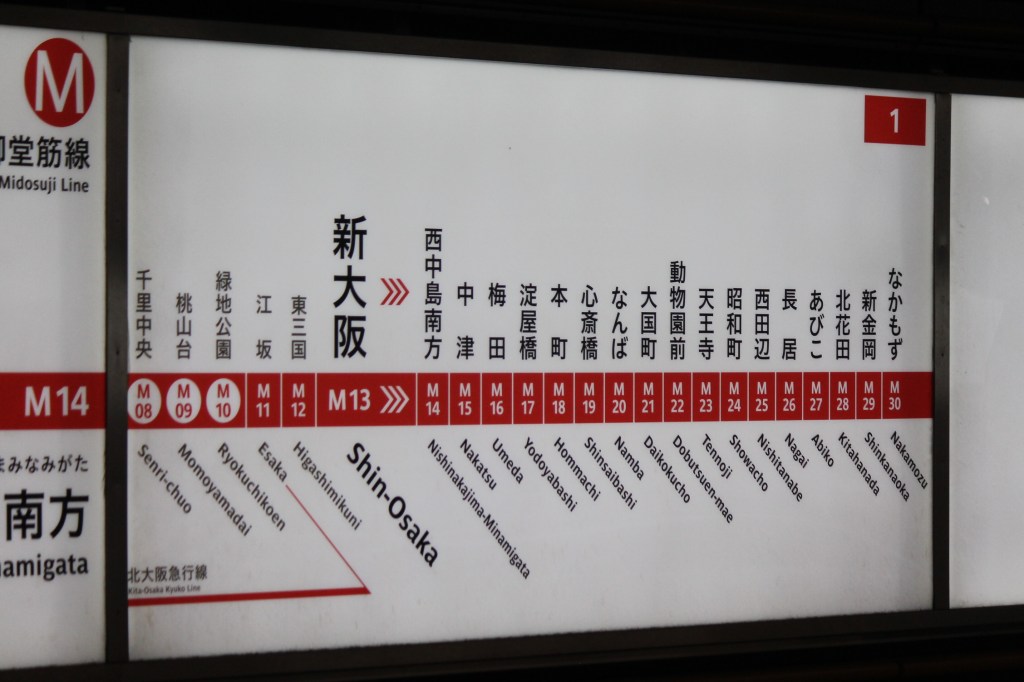 M
堂筋線
Midosuji Line
M14
まみなみがた
南方
namigata
1
千里中央
桃山台
緑地公園
江坂
東三国
新大阪
西中島南方
中津
梅田
淀屋橋
本町
心斎橋
なんば
大国町
動物園前
天王寺
昭和町
西田辺
長居
あびこ
北花田
新金岡
なかもず
M 08
M 09
M 10
M 11
M 12
M13
M 14
M 15
M 16
M 17
M 18
M 19
M 20
M 21
M 22
M 23
M 24
M 25
M 26
M 27
M 28
M 29
M 30
Senri-chuo
Momoyamadai
Ryokuchikoen
Esaka
Higashimikuni
Shin-Osaka
Nishinakajima-Minamigata
Nakatsu
Umeda
Yodoyabashi
Hommachi
Shinsaibashi
Namba
Daikokucho
Dobutsuen-mae
Tennoji
Showacho
Nishitanabe
Nagai
Abiko
Kitahanada
Shinkanaoka
Nakamozu
北大阪急行線
Kita-Osaka Kyuko Line